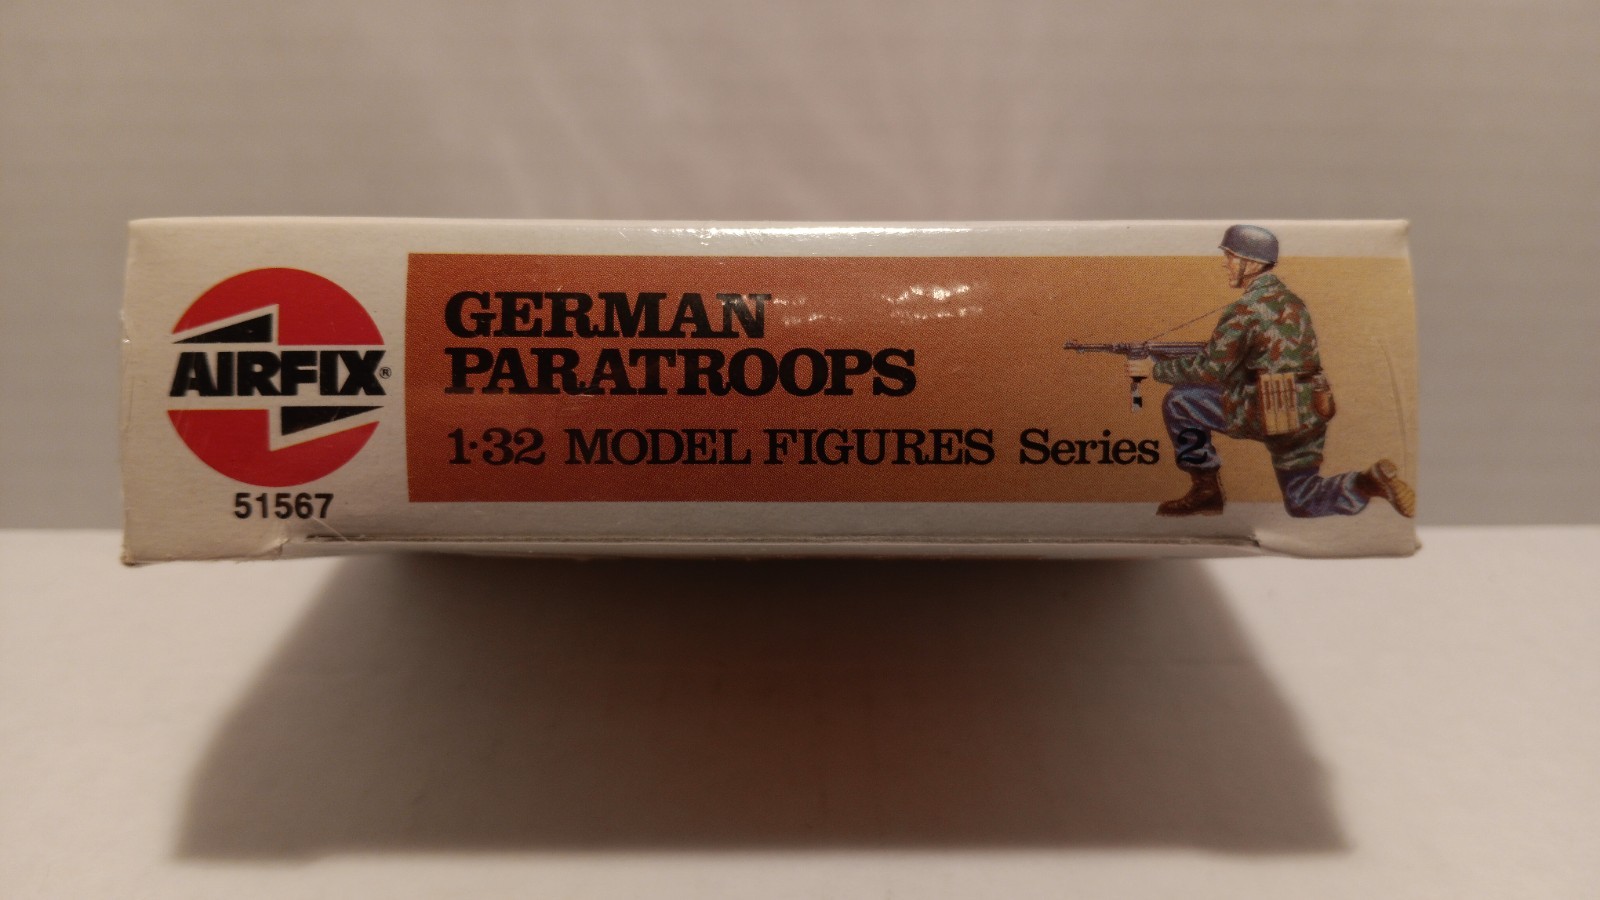 AIRFIX®
51567
GERMAN
PARATROOPS
1·32 MODEL FIGURES Series 2